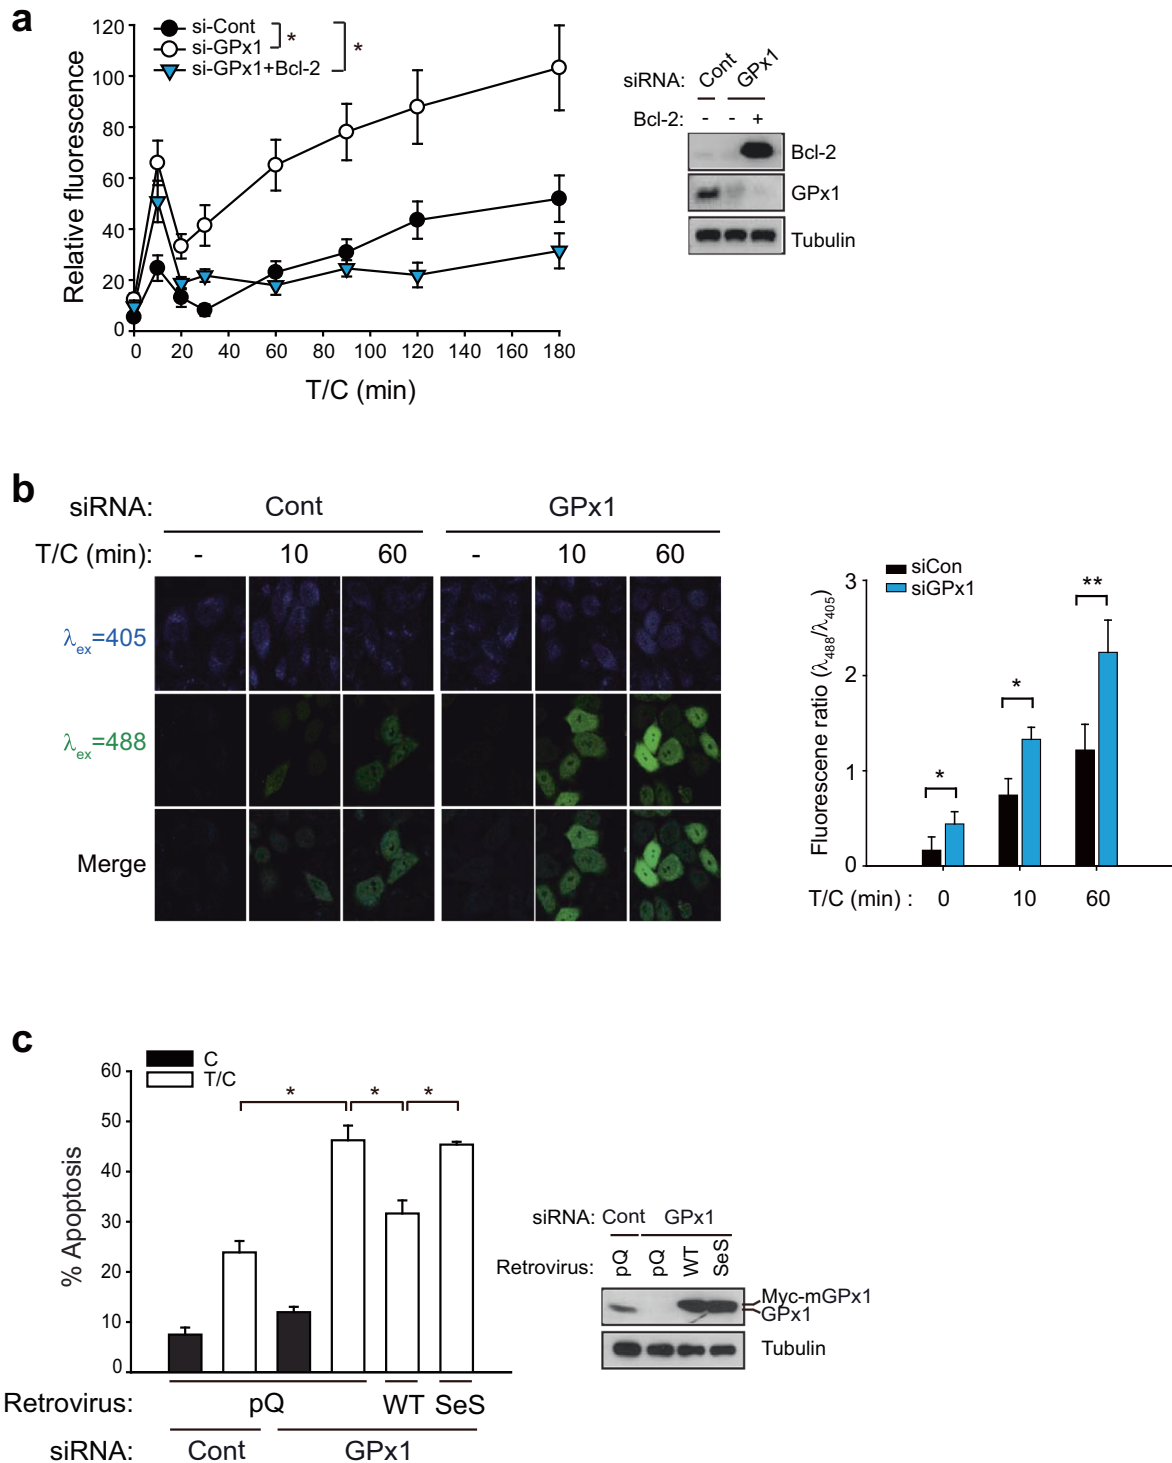 a
120
100
80
60
40
20
0
Relative fluorescence
si-Cont
si-GPx1
si-GPx1+Bcl-2
*
*
0 20 40 60 80 100 120 140 160 180
T/C (min)
siRNA: Cont GPx1
Bcl-2: - - +
Bcl-2
GPx1
Tubulin
b
siRNA: Cont GPx1
T/C (min): - 10 60 - 10 60
λex=405
λex=488
Merge
siCon
siGPx1
3
2
1
0
Fluorescene ratio (λ488/λ405)
*
*
**
T/C (min) : 0 10 60
c
C
T/C
60
50
40
30
20
10
0
% Apoptosis
* * *
Retrovirus: pQ WT SeS
siRNA: Cont GPx1
siRNA: Cont GPx1
Retrovirus: pQ pQ WT SeS
Myc-mGPx1
GPx1
Tubulin